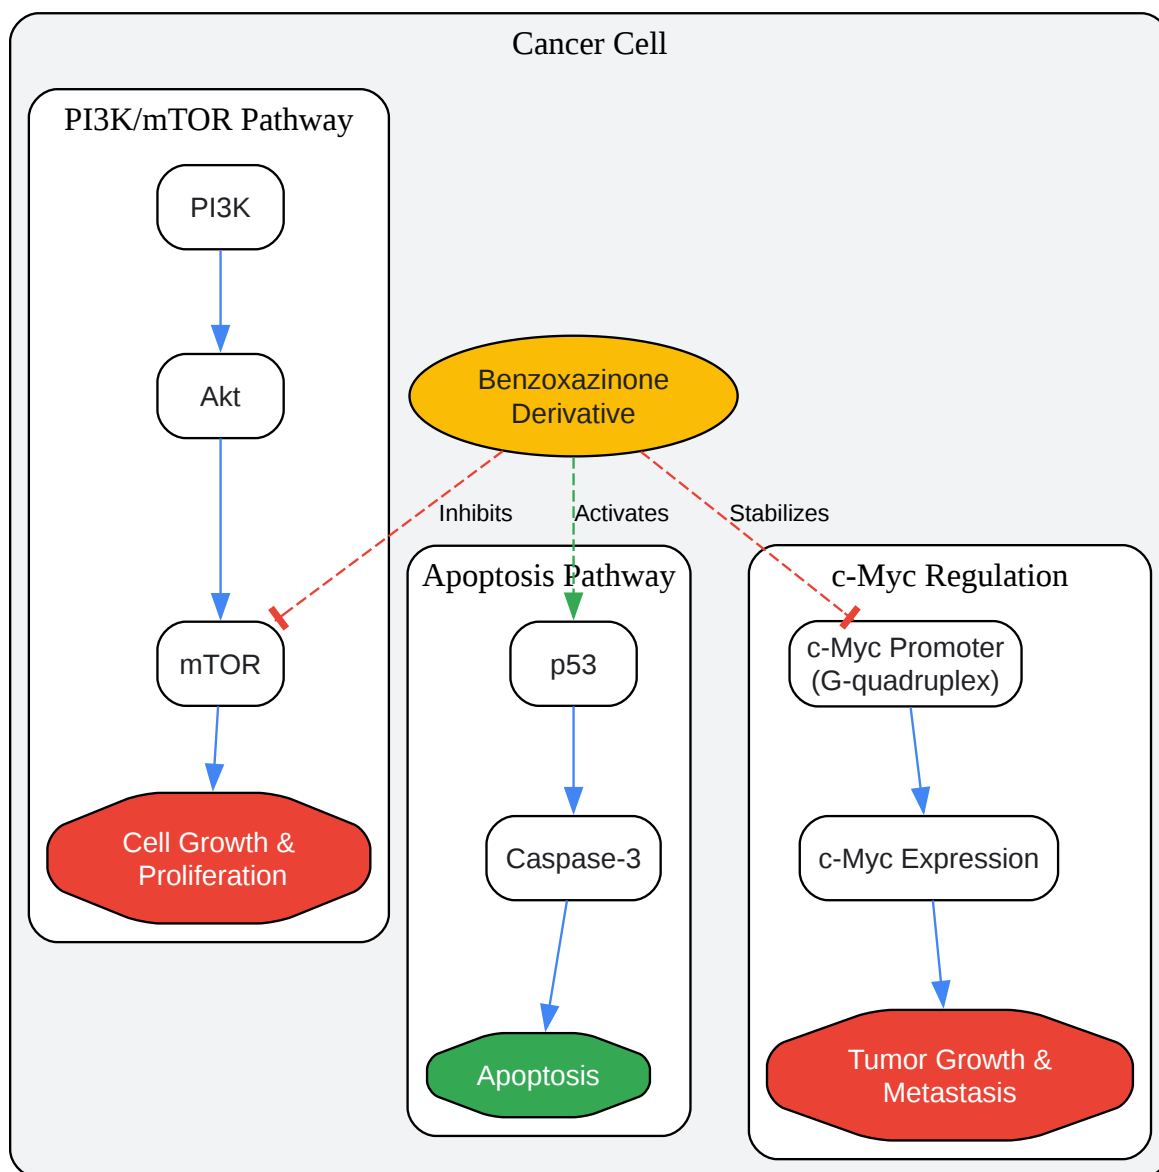 Cancer Cell
PI3K/mTOR Pathway
PI3K
Akt
Benzoxazinone
Derivative
Inhibits
Activates
Stabilizes
Apoptosis Pathway
c-Myc Regulation
mTOR
p53
c-Myc Promoter
(G-quadruplex)
Cell Growth &
Proliferation
Caspase-3
c-Myc Expression
Apoptosis
Tumor Growth &
Metastasis